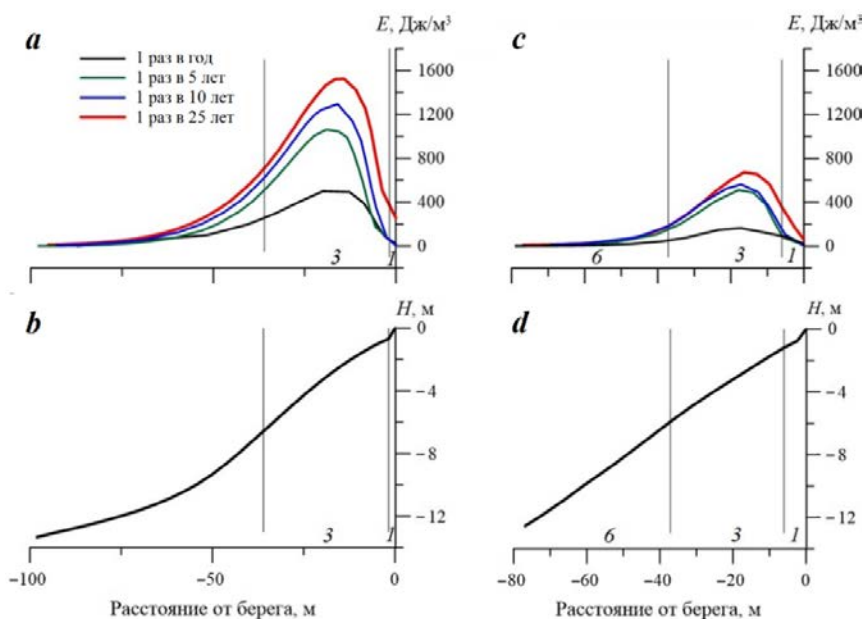 a
E, Дж/м³
1 раз в год
1 раз в 5 лет
1 раз в 10 лет
1 раз в 25 лет
1600
1200
800
400
0
3
1
c
E, Дж/м³
1600
1200
800
400
0
6
3
1
b
H, м
0
−4
−8
−12
3
1
−100
−50
0
Расстояние от берега, м
d
H, м
0
−4
−8
−12
6
3
1
−80
−60
−40
−20
0
Расстояние от берега, м